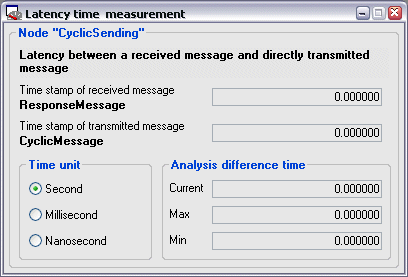 Latency time measurement
Node "CyclicSending"
Latency between a received message and directly transmitted
message
Time stamp of received message
ResponseMessage
0.000000
Time stamp of transmitted message
CyclicMessage
0.000000
Time unit
Second
Millisecond
Nanosecond
Analysis difference time
Current 0.000000
Max 0.000000
Min 0.000000